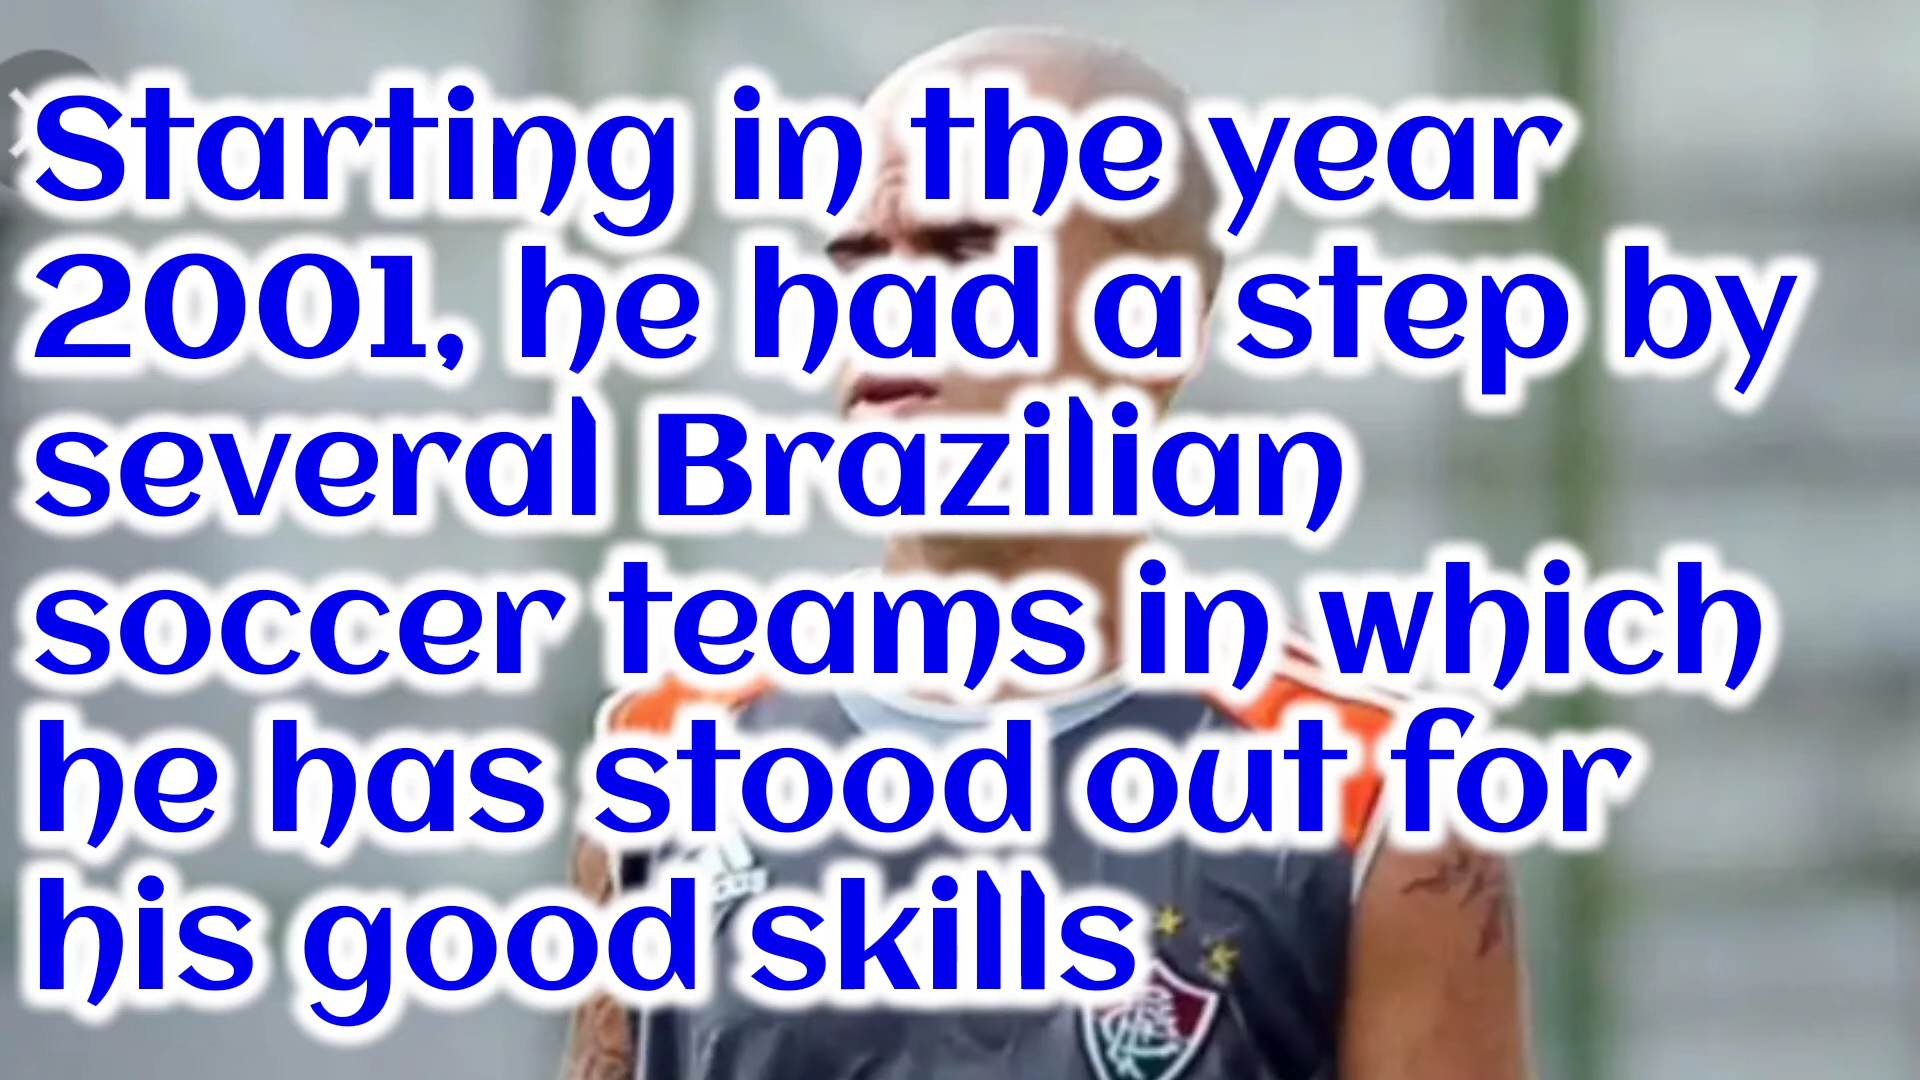 Starting in the year
2001, he had a step by
several Brazilian
soccer teams in which
he has stood out for
his good skills